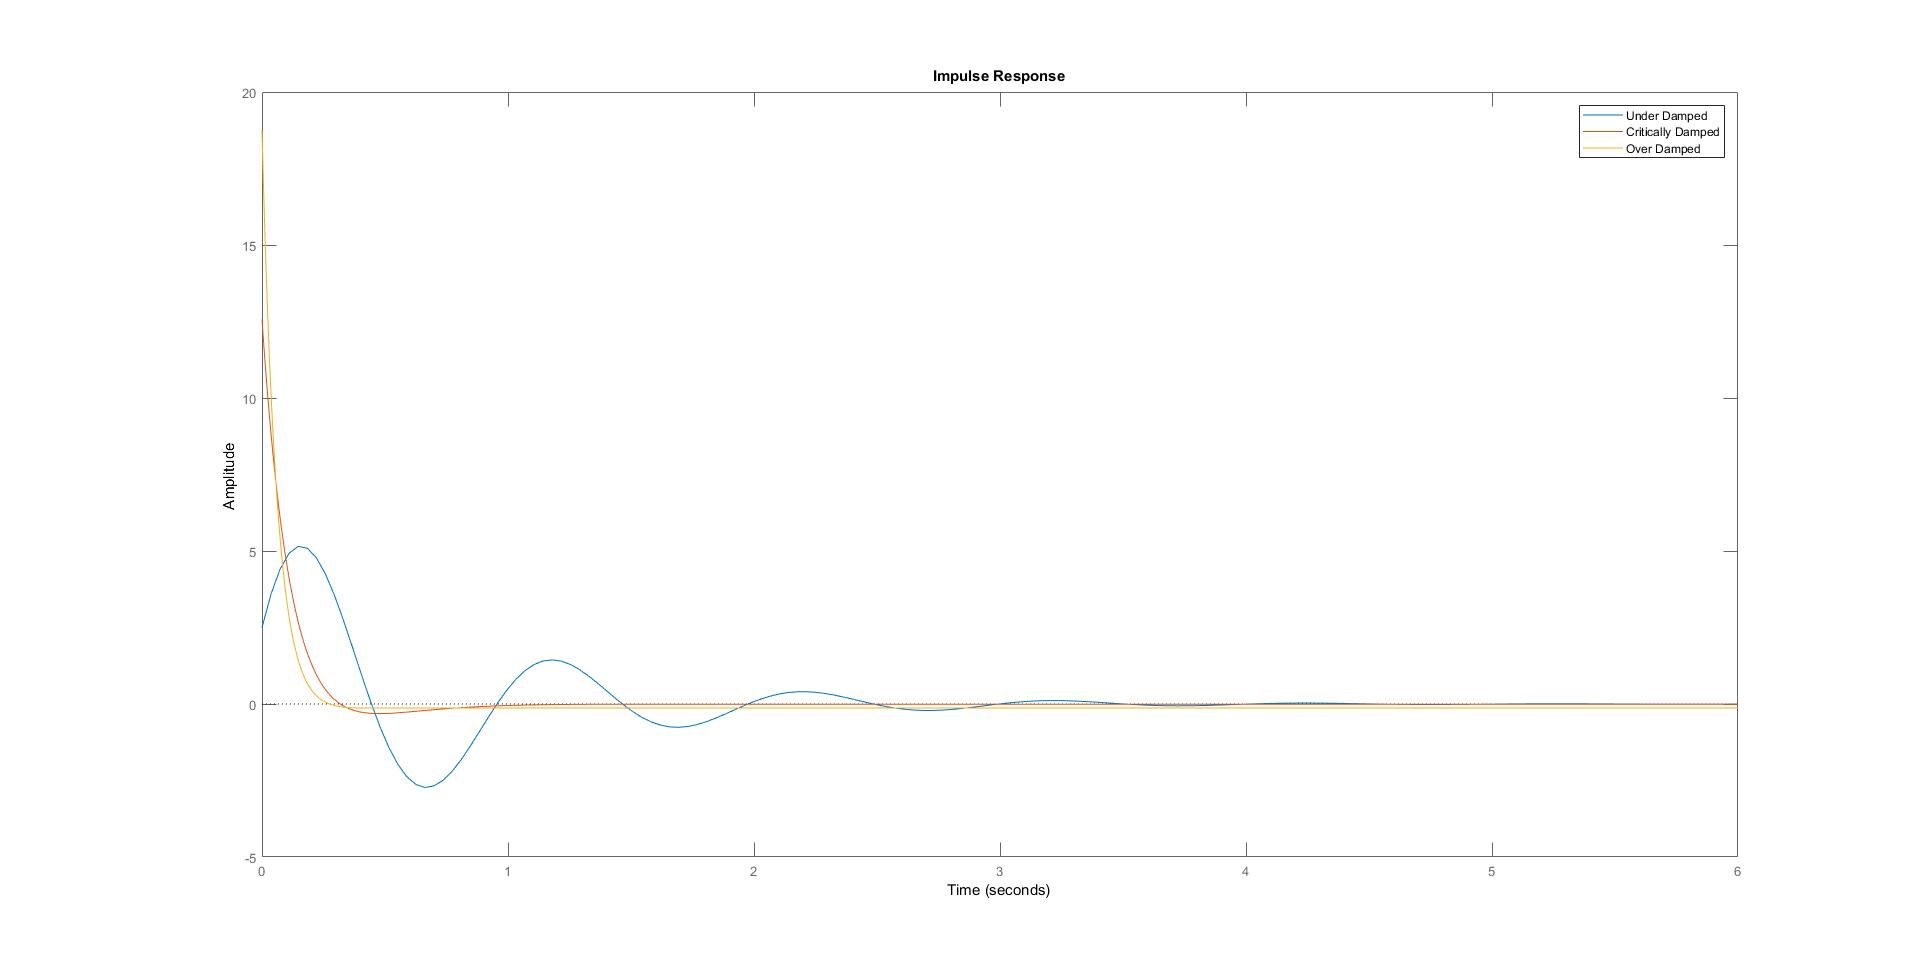 Impulse Response
20
15
10
5
0
-5
Amplitude
Under Damped
Critically Damped
Over Damped
0 1 2 3 4 5 6
Time (seconds)